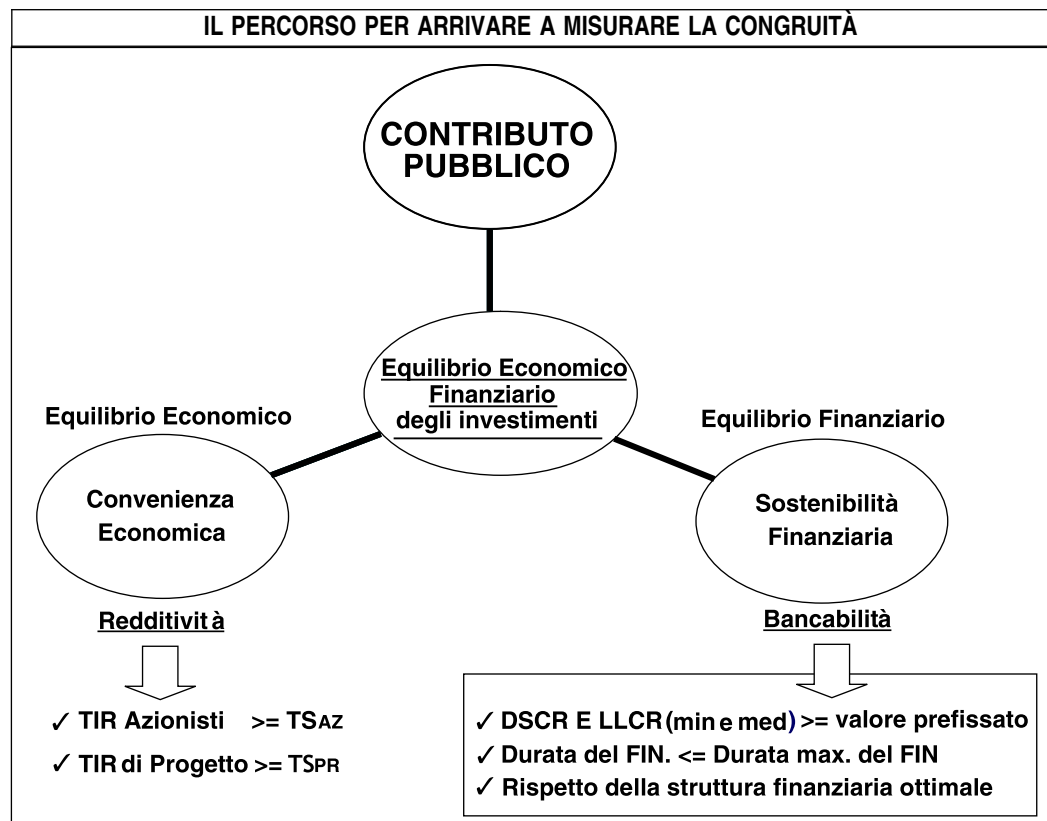 IL PERCORSO PER ARRIVARE A MISURARE LA CONGRUITÀ
CONTRIBUTO
PUBBLICO
Equilibrio Economico
Finanziario
degli investimenti
Equilibrio Economico
Convenienza
Economica
Redditività
✓ TIR Azionisti >= TSAZ
✓ TIR di Progetto >= TSPR
Equilibrio Finanziario
Sostenibilità
Finanziaria
Bancabilità
✓ DSCR E LLCR (min e med) >= valore prefissato
✓ Durata del FIN. <= Durata max. del FIN
✓ Rispetto della struttura finanziaria ottimale